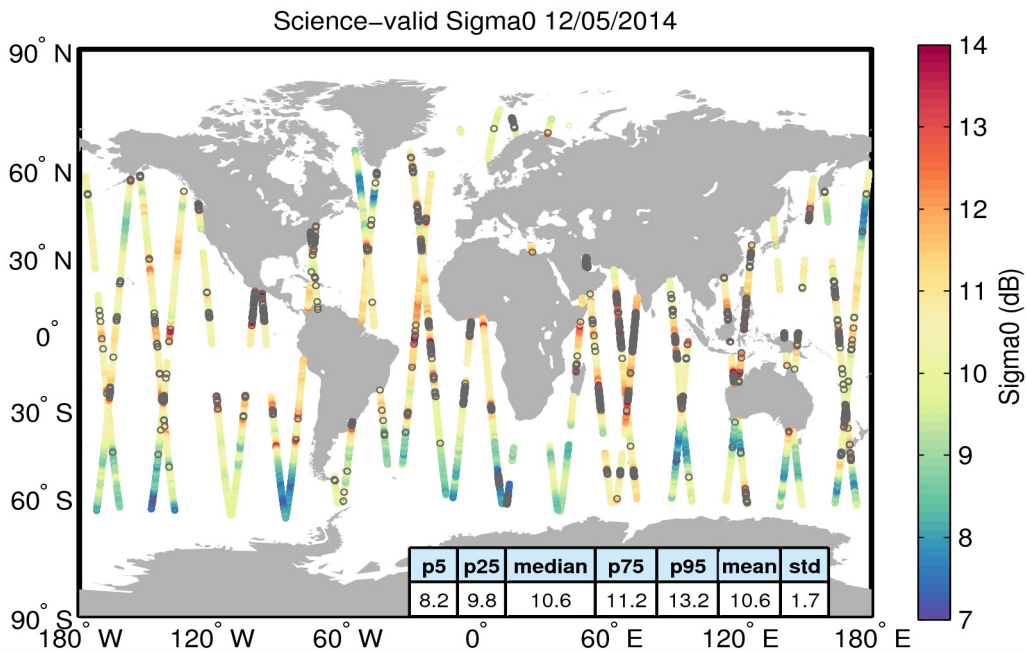 Science−valid Sigma0 12/05/2014
90° N
60° N
30° N
0°
30° S
60° S
90° S
180° W
120° W
60° W
0°
60° E
120° E
180° E
p5 p25 median p75 p95 mean std
8.2 9.8 10.6 11.2 13.2 10.6 1.7
14
13
12
11
10
9
8
7
Sigma0 (dB)